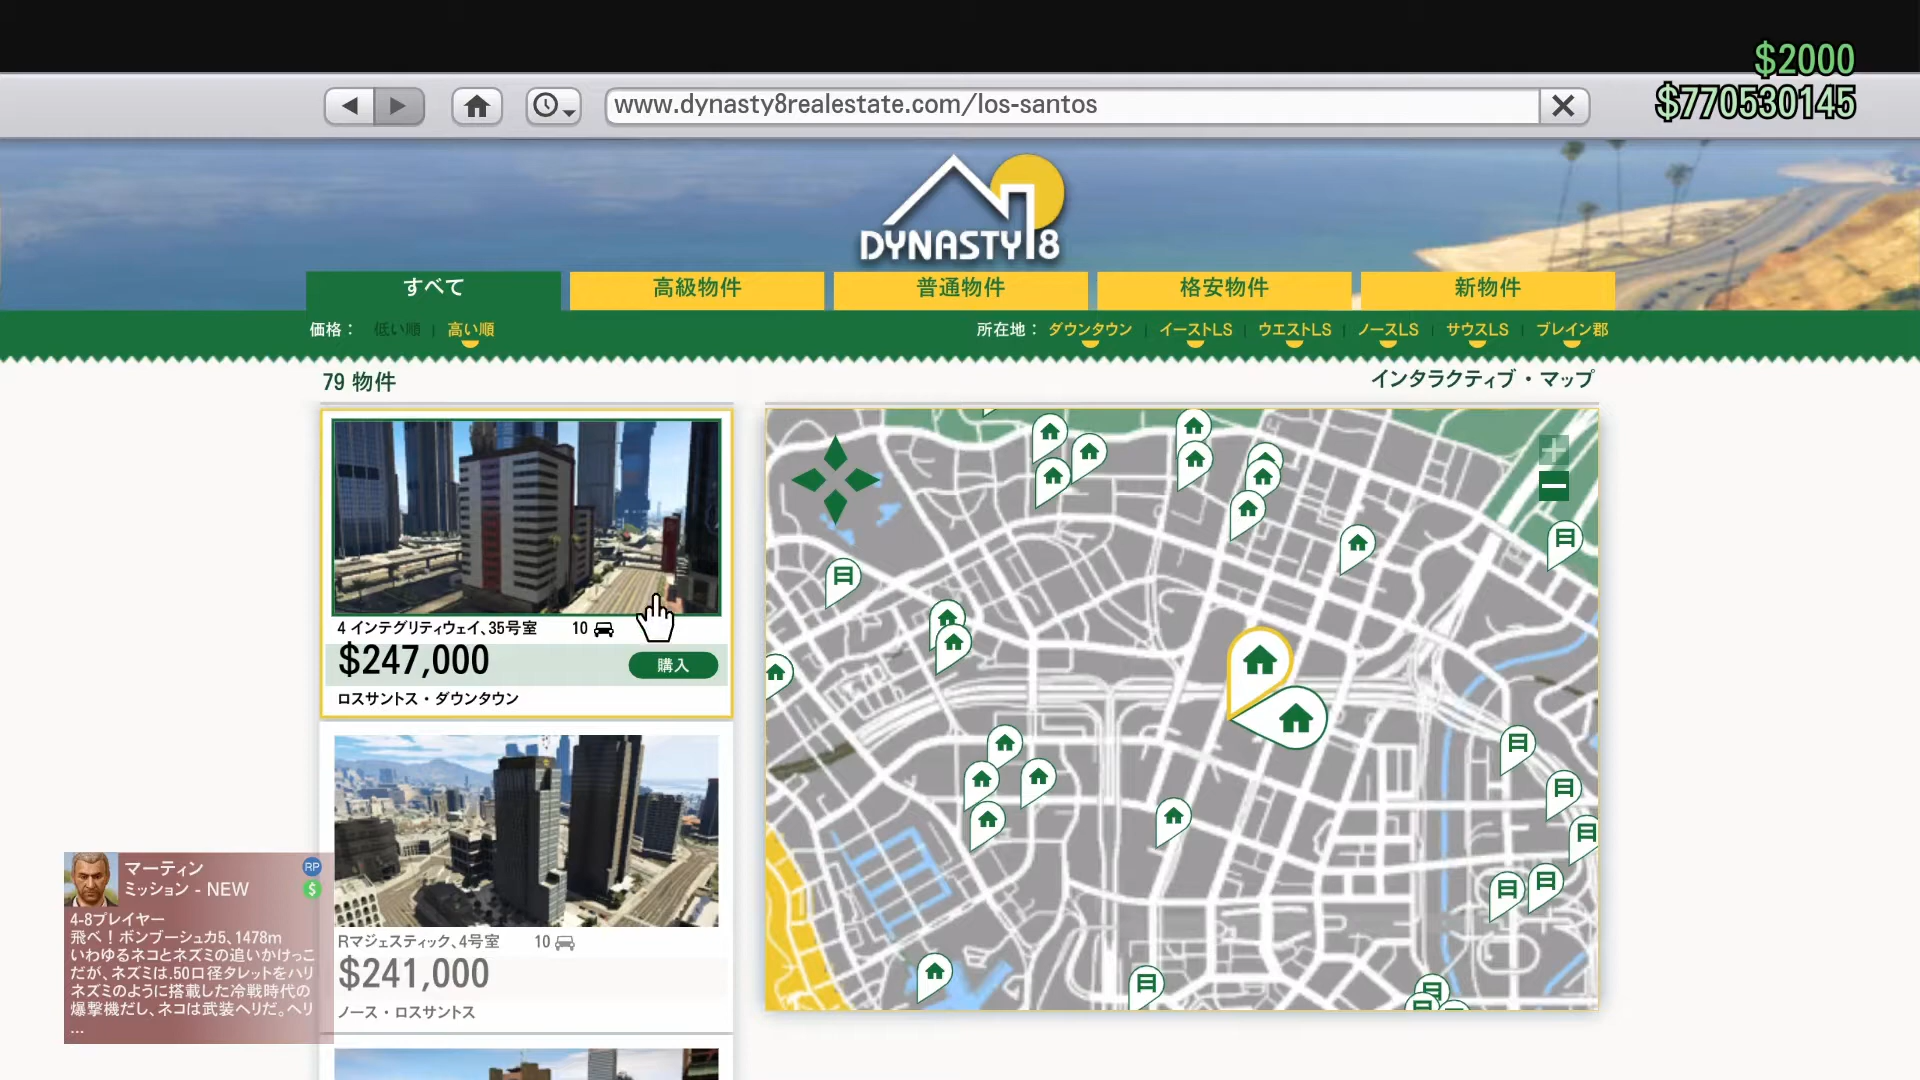 $2000
$770530145
www.dynasty8realestate.com/los-santos
DYNASTY 8
すべて
高級物件
普通物件
格安物件
新物件
価格： 低い順 | 高い順
所在地： ダウンタウン | イーストLS | ウエストLS | ノースLS | サウスLS | ブレイン郡
79 物件
インタラクティブ・マップ
4 インテグリティウェイ、35号室 10
$247,000
購入
ロスサントス・ダウンタウン
Rマジェスティック、4号室 10
$241,000
ノース・ロスサントス
マーティン
RP
ミッション - NEW
$
4-8プレイヤー
飛べ！ボンブーシュカ5、1478m
いわゆるネコとネズミの追いかけっこ
だが、ネズミは.50口径タレットをハリ
ネズミのように搭載した冷戦時代の
爆撃機だし、ネコは武装ヘリだ。ヘリ
...